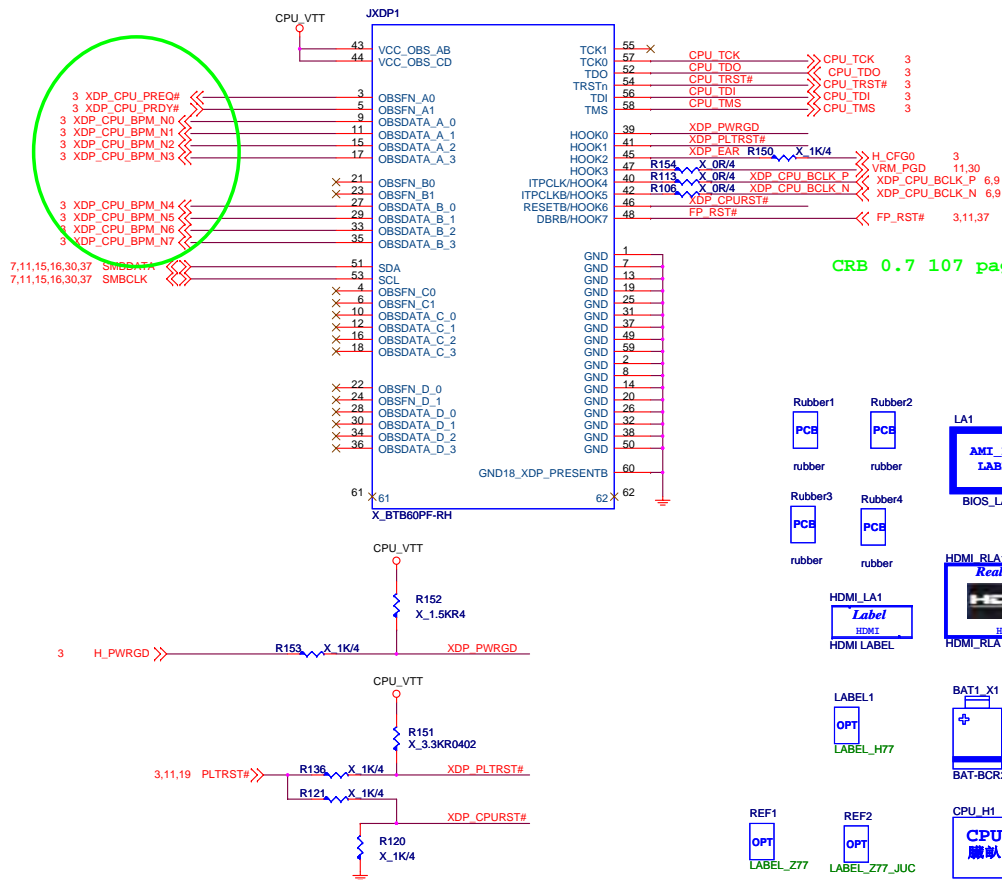 JXDP1
CPU_VTT
43 VCC_OBS_AB
44 VCC_OBS_CD
3 XDP_CPU_PREQ# 3 OBSFN_A0
3 XDP_CPU_PRDY# 5 OBSFN_A1
3 XDP_CPU_BPM_N0 9 OBSDATA_A_0
3 XDP_CPU_BPM_N1 11 OBSDATA_A_1
3 XDP_CPU_BPM_N2 15 OBSDATA_A_2
3 XDP_CPU_BPM_N3 17 OBSDATA_A_3
21 OBSFN_B0
23 OBSFN_B1
3 XDP_CPU_BPM_N4 27 OBSDATA_B_0
3 XDP_CPU_BPM_N5 29 OBSDATA_B_1
3 XDP_CPU_BPM_N6 33 OBSDATA_B_2
3 XDP_CPU_BPM_N7 35 OBSDATA_B_3
7,11,15,16,30,37 SMBDATA 51 SDA
7,11,15,16,30,37 SMBCLK 53 SCL
4 OBSFN_C0
6 OBSFN_C1
10 OBSDATA_C_0
12 OBSDATA_C_1
16 OBSDATA_C_2
18 OBSDATA_C_3
22 OBSFN_D_0
24 OBSFN_D_1
28 OBSDATA_D_0
30 OBSDATA_D_1
34 OBSDATA_D_2
36 OBSDATA_D_3
61 61
X_BTB60PF-RH
TCK1 55
TCK0 57 CPU_TCK CPU_TCK 3
TDO 52 CPU_TDO CPU_TDO 3
TRSTn 54 CPU_TRST# CPU_TRST# 3
TDI 56 CPU_TDI CPU_TDI 3
TMS 58 CPU_TMS CPU_TMS 3
HOOK0 39 XDP_PWRGD
HOOK1 41 XDP_PLTRST#
HOOK2 45 XDP_EAR R150 X_1K/4 H_CFG0 3
HOOK3 47 R154 X_0R/4 VRM_PGD 11,30
ITPCLK/HOOK4 40 R113 X_0R/4 XDP_CPU_BCLK_P XDP_CPU_BCLK_P 6,9
ITPCLKB/HOOK5 42 R106 X_0R/4 XDP_CPU_BCLK_N XDP_CPU_BCLK_N 6,9
RESETB/HOOK6 46 XDP_CPURST#
DBRB/HOOK7 48 FP_RST# FP_RST# 3,11,37
GND 1
GND 7
GND 13
GND 19
GND 25
GND 31
GND 37
GND 49
GND 59
GND 2
GND 8
GND 14
GND 20
GND 26
GND 32
GND 38
GND 50
GND18_XDP_PRESENTB 60
62 62
CRB 0.7 107 pa
CPU_VTT
R152
X_1.5KR4
3 H_PWRGD R153 X_1K/4 XDP_PWRGD
CPU_VTT
R151
X_3.3KR0402
3,11,19 PLTRST# R136 X_1K/4 XDP_PLTRST#
R121 X_1K/4
XDP_CPURST#
R120
X_1K/4
Rubber1
PCB
rubber
Rubber2
PCB
rubber
Rubber3
PCB
rubber
Rubber4
PCB
rubber
LA1
AMI_
LAB
BIOS_LA
HDMI_LA1
Label
HDMI
HDMI LABEL
HDMI_RLA
Real
HD
H
HDMI_RLA
LABEL1
OPT
LABEL_H77
BAT1_X1
BAT-BCR
REF1
OPT
LABEL_Z77
REF2
OPT
LABEL_Z77_JUC
CPU_H1
CPU